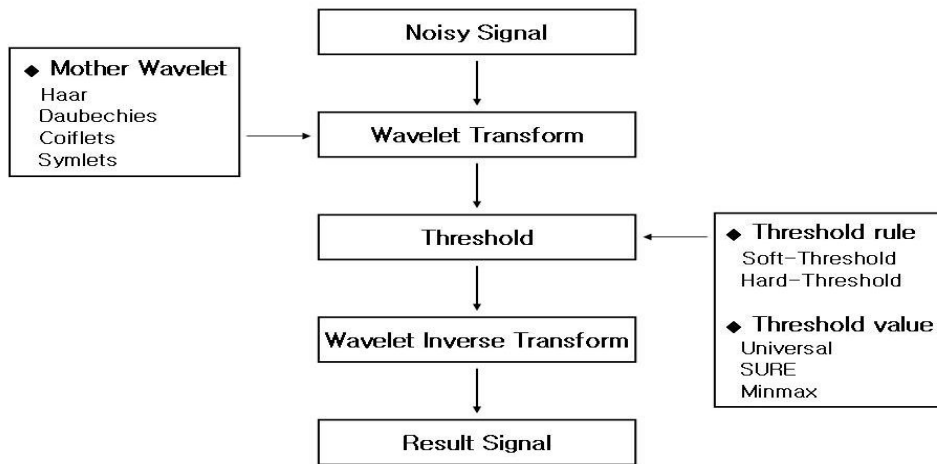 Noisy Signal
◆ Mother Wavelet
Haar
Daubechies
Coiflets
Symlets
Wavelet Transform
Threshold
◆ Threshold rule
Soft-Threshold
Hard-Threshold
◆ Threshold value
Universal
SURE
Minmax
Wavelet Inverse Transform
Result Signal